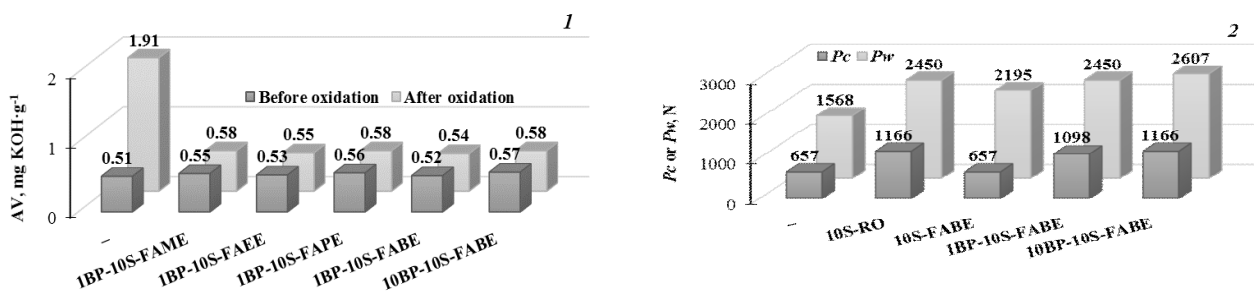 1
AV, mg KOH·g⁻¹
2
1
0
Before oxidation
After oxidation
1.91
0.58
0.55
0.58
0.54
0.58
0.51
0.55
0.53
0.56
0.52
0.57
–
1BP-10S-FAME
1BP-10S-FAEE
1BP-10S-FAPE
1BP-10S-FABE
10BP-10S-FABE
2
Pc or Pw, N
3000
2000
1000
0
Pc
Pw
1568
2450
2195
2450
2607
657
1166
657
1098
1166
–
10S-RO
10S-FABE
1BP-10S-FABE
10BP-10S-FABE